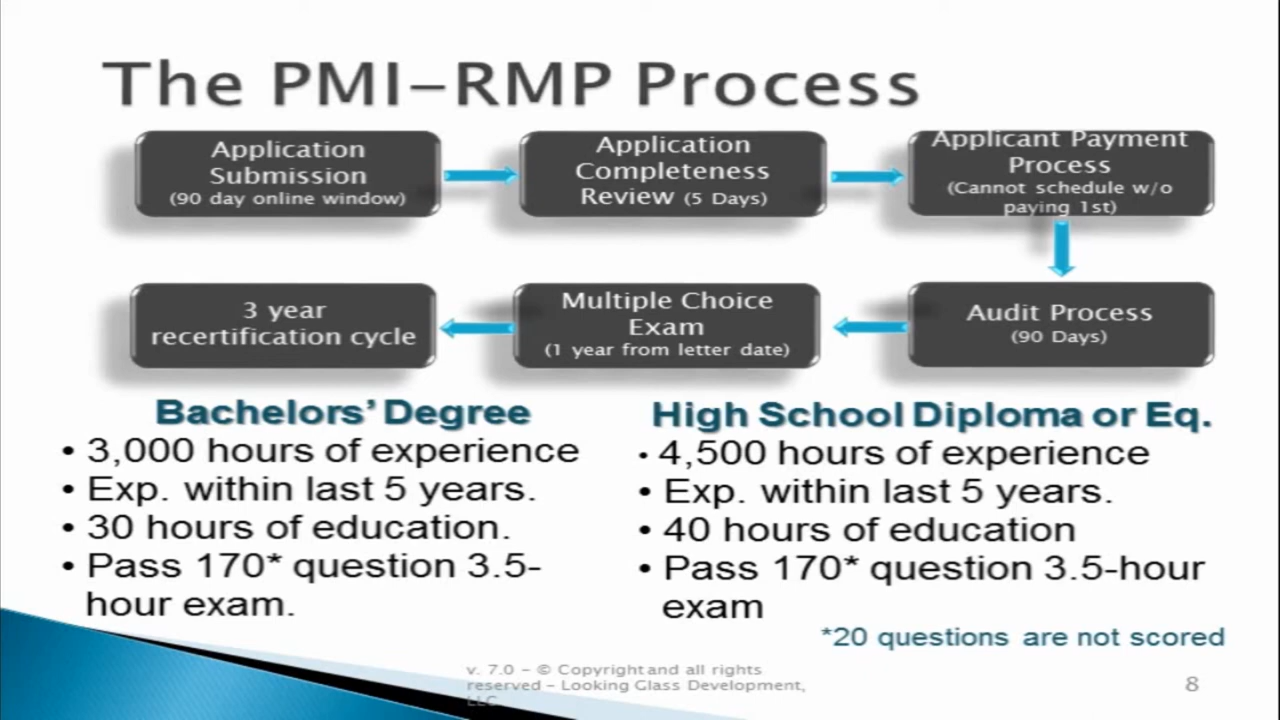 The PMI-RMP Process
Application
Submission
(90 day online window)
Application
Completeness
Review (5 Days)
Applicant Payment
Process
(Cannot schedule w/o
paying 1st)
3 year
recertification cycle
Multiple Choice
Exam
(1 year from letter date)
Audit Process
(90 Days)
Bachelors' Degree
• 3,000 hours of experience
• Exp. within last 5 years.
• 30 hours of education.
• Pass 170* question 3.5-
hour exam.
High School Diploma or Eq.
• 4,500 hours of experience
• Exp. within last 5 years.
• 40 hours of education
• Pass 170* question 3.5-hour
exam
*20 questions are not scored
v. 7.0 - © Copyright and all rights
reserved - Looking Glass Development,
LLC
8